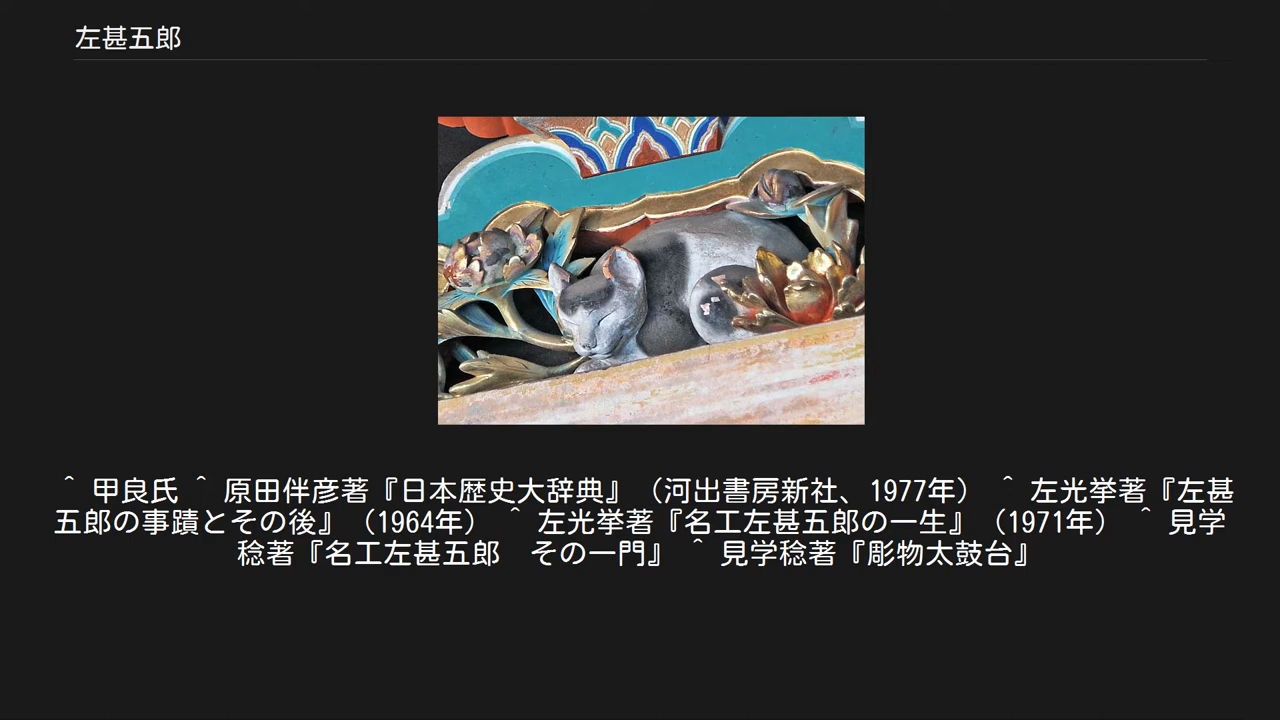 左甚五郎
^ 甲良氏 ^ 原田伴彦著『日本歴史大辞典』（河出書房新社、1977年） ^ 左光挙著『左甚
五郎の事蹟とその後』（1964年） ^ 左光挙著『名工左甚五郎の一生』（1971年） ^ 見学
稔著『名工左甚五郎　その一門』 ^ 見学稔著『彫物太鼓台』